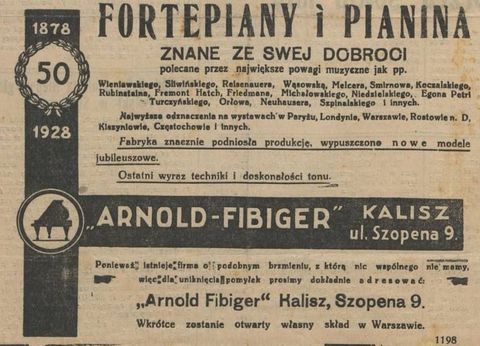 1878
50
1928
FORTEPIANY i PIANINA
ZNANE ZE SWEJ DOBROCI
polecane przez największe powagi muzyczne jak pp.
Wieniawskiego, Śliwińskiego, Reisenauera, Wąsowską, Melcera, Smirnowa, Koczalskiego,
Rubinsteina, Fremont Hatch, Friedmana, Michałowskiego, Niedzielskiego, Egona Petri
Turczyńskiego, Orłowa, Neuhausera, Szpinalskiego i innych.
Najwyższe odznaczenia na wystawach w Paryżu, Londynie, Warszawie, Rostowie n. D,
Kiszyniowie, Częstochowie i innych.
Fabryka znacznie podniosła produkcję, wypuszczono nowe modele
jubileuszowe.
Ostatni wyraz techniki i doskonałości tonu.
„ARNOLD-FIBIGER" KALISZ
ul. Szopena 9.
Ponieważ istnieje firma o podobnym brzmieniu, z którą nic wspólnego nie mamy,
więc dla uniknięcia pomyłek prosimy dokładnie adresować:
„Arnold Fibiger" Kalisz, Szopena 9.
Wkrótce zostanie otwarty własny skład w Warszawie.
1198